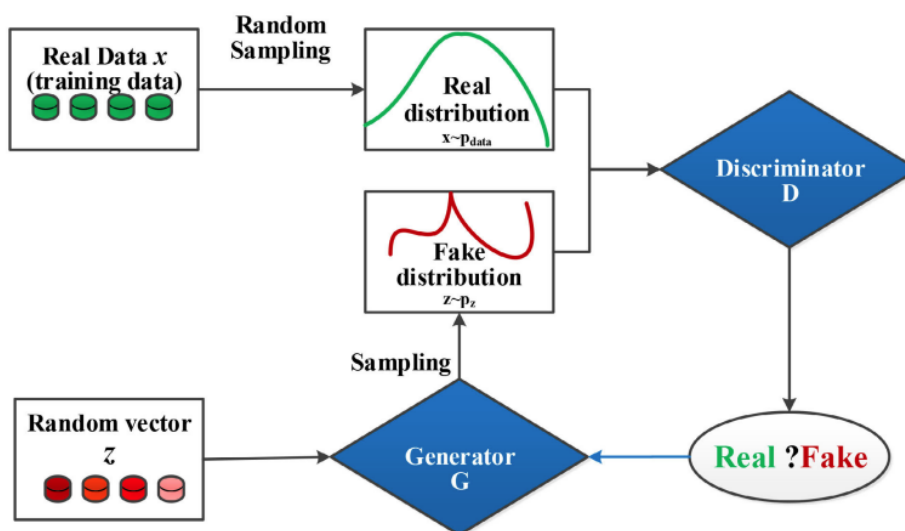 Real Data x
(training data)
Random
Sampling
Real
distribution
x~pdata
Discriminator
D
Fake
distribution
z~pz
Sampling
Random vector
z
Generator
G
Real ?Fake